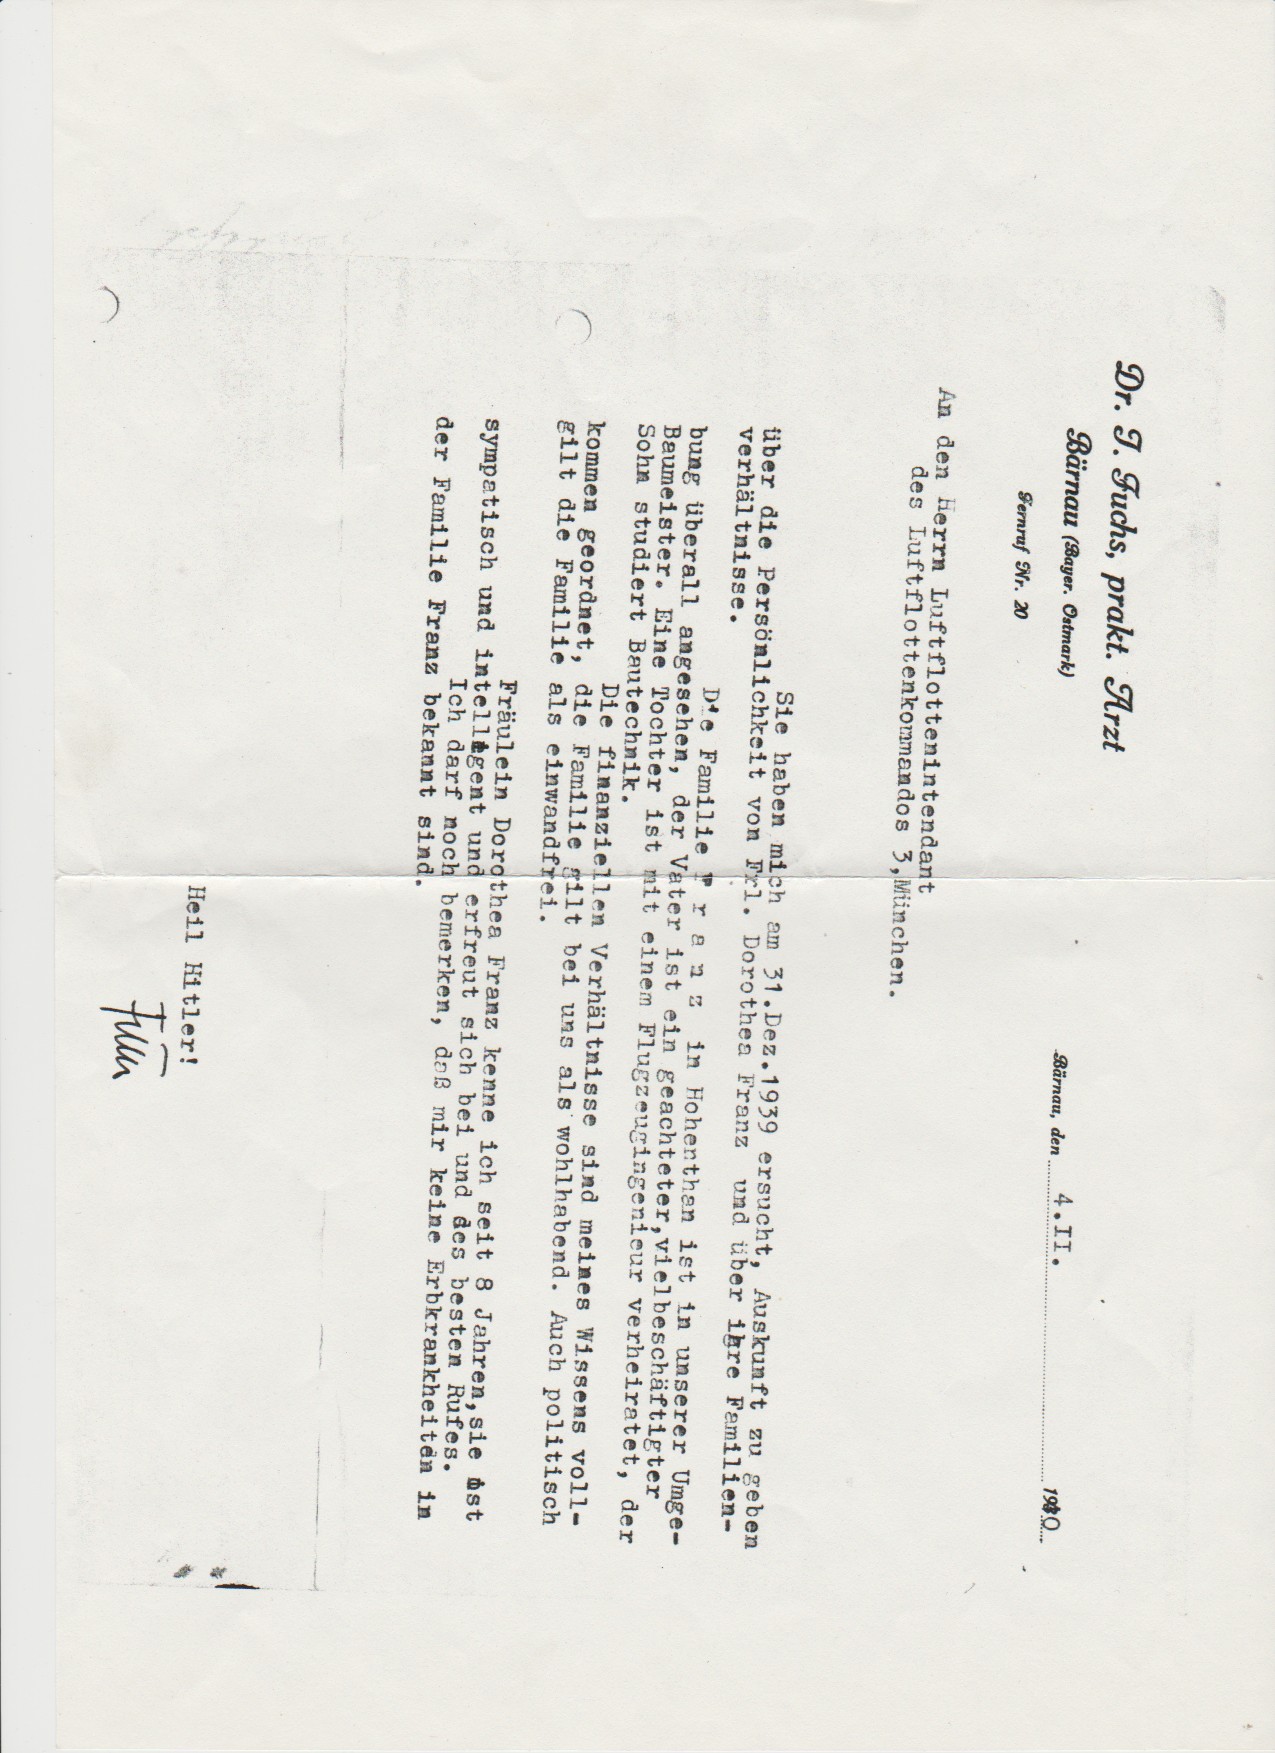 Dr. J. Fuchs, prakt. Arzt
Bärnau (Bayer. Ostmark)
Fernruf Nr. 20
Bärnau, den 4.II. 1940
An den Herrn Luftflottenintendant
des Luftflottenkommandos 3,München.
Sie haben mich am 31.Dez.1939 ersucht, Auskunft zu geben
über die Persönlichkeit von Frl. Dorothea Franz und über ihre Familien-
verhältnisse.
Die Familie F r a n z in Hohenthan ist in unserer Umge-
bung überall angesehen, der Vater ist ein geachteter,vielbeschäftigter
Baumeister. Eine Tochter ist mit einem Flugzeugingenieur verheiratet, der
Sohn studiert Bautechnik.
Die finanziellen Verhältnisse sind meines Wissens voll-
kommen geordnet, die Familie gilt bei uns als wohlhabend. Auch politisch
gilt die Familie als einwandfrei.
Fräulein Dorothea Franz kenne ich seit 8 Jahren,sie ist
sympatisch und intelligent und erfreut sich bei und des besten Rufes.
Ich darf noch bemerken, daß mir keine Erbkrankheiten in
der Familie Franz bekannt sind.
Heil Hitler!